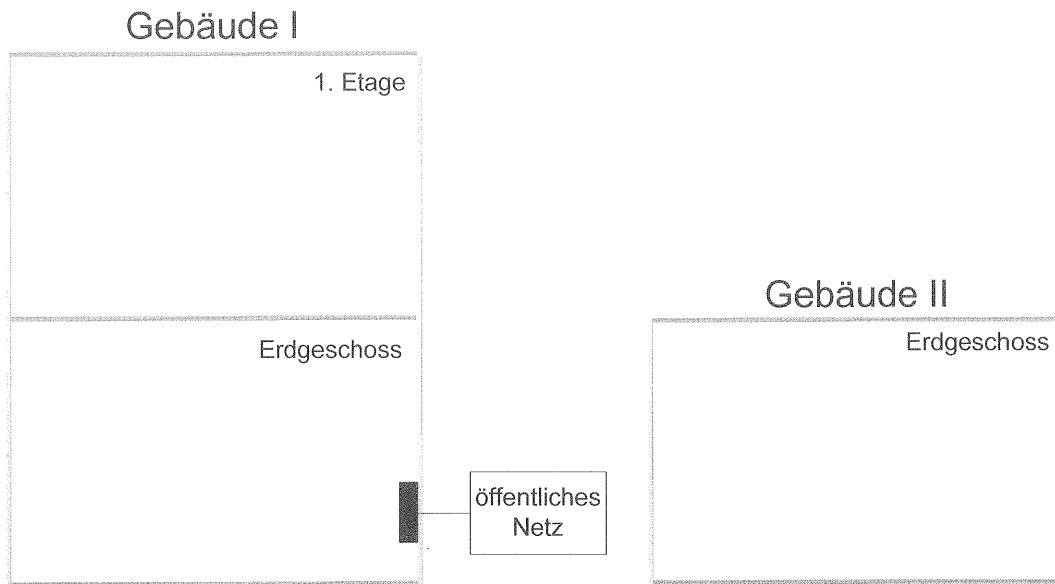 Gebäude I
1. Etage
Erdgeschoss
öffentliches
Netz
Gebäude II
Erdgeschoss